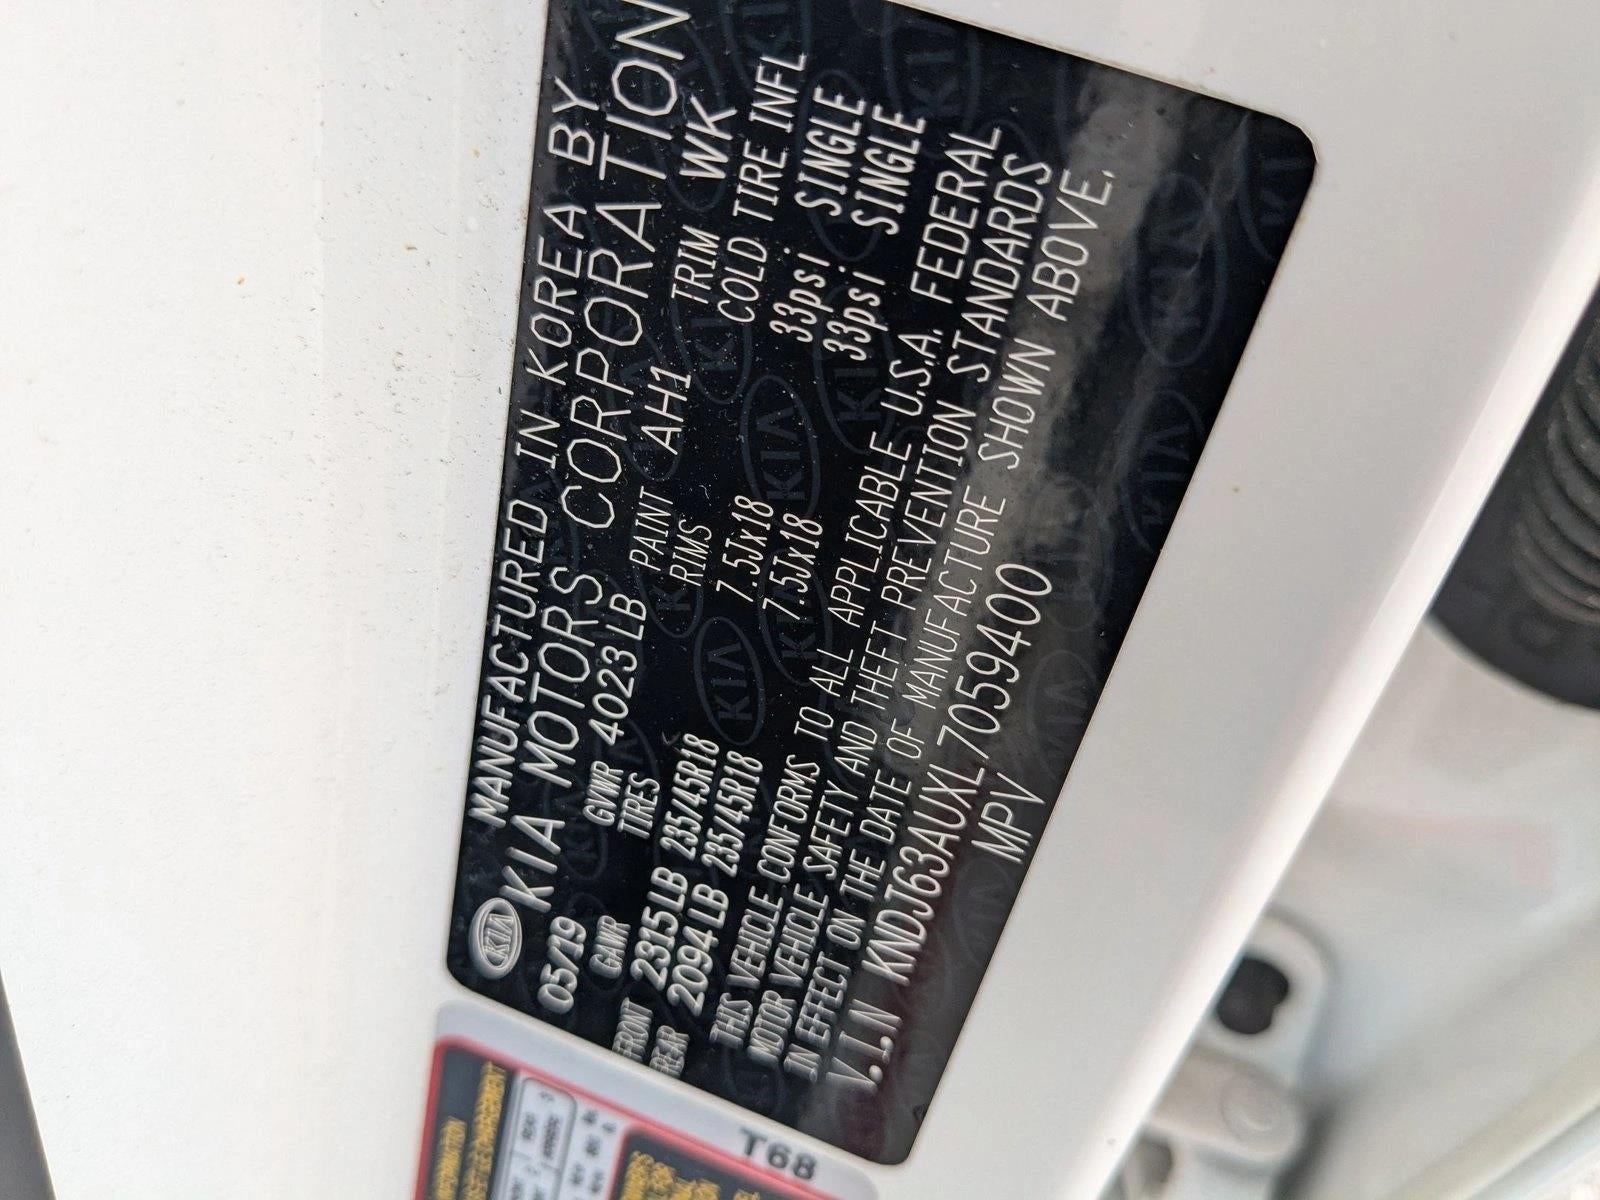 KIA MANUFACTURED IN KOREA BY
KIA MOTORS CORPORATION
05/19 GVWR 4023 LB PAINT AH1 TRIM WK
GAWR TIRES RIMS COLD TIRE INFL
FRONT 2315 LB 235/45R18 7.5Jx18 33psi SINGLE
REAR 2094 LB 235/45R18 7.5Jx18 33psi SINGLE
THIS VEHICLE CONFORMS TO ALL APPLICABLE U.S.A. FEDERAL
MOTOR VEHICLE SAFETY AND THEFT PREVENTION STANDARDS
IN EFFECT ON THE DATE OF MANUFACTURE SHOWN ABOVE.
V.I.N KNDJ63AUXL7059400
MPV
T68